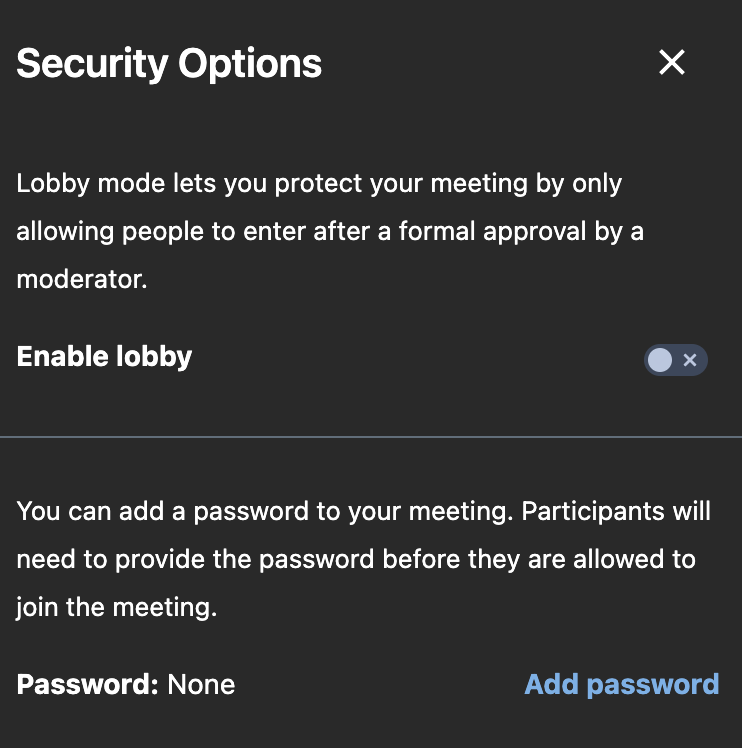 Security Options
Lobby mode lets you protect your meeting by only
allowing people to enter after a formal approval by a
moderator.
Enable lobby
You can add a password to your meeting. Participants will
need to provide the password before they are allowed to
join the meeting.
Password: None Add password